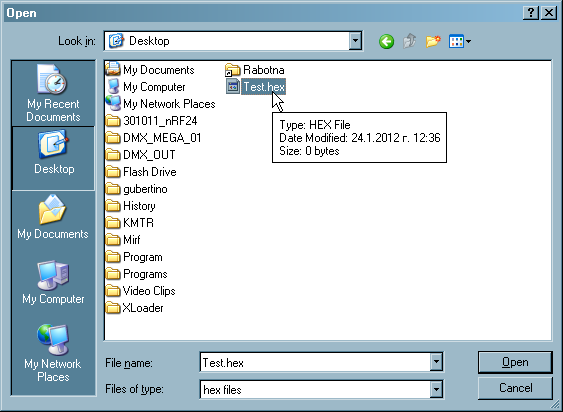 Open
Look in:
Desktop
My Recent
Documents
Desktop
My Documents
My Computer
My Network
Places
My Documents
My Computer
My Network Places
301011_nRF24
DMX_MEGA_01
DMX_OUT
Flash Drive
gubertino
History
KMTR
Mirf
Program
Programs
Video Clips
XLoader
Rabotna
Test.hex
Type: HEX File
Date Modified: 24.1.2012 г. 12:36
Size: 0 bytes
File name:
Test.hex
Open
Files of type:
hex files
Cancel